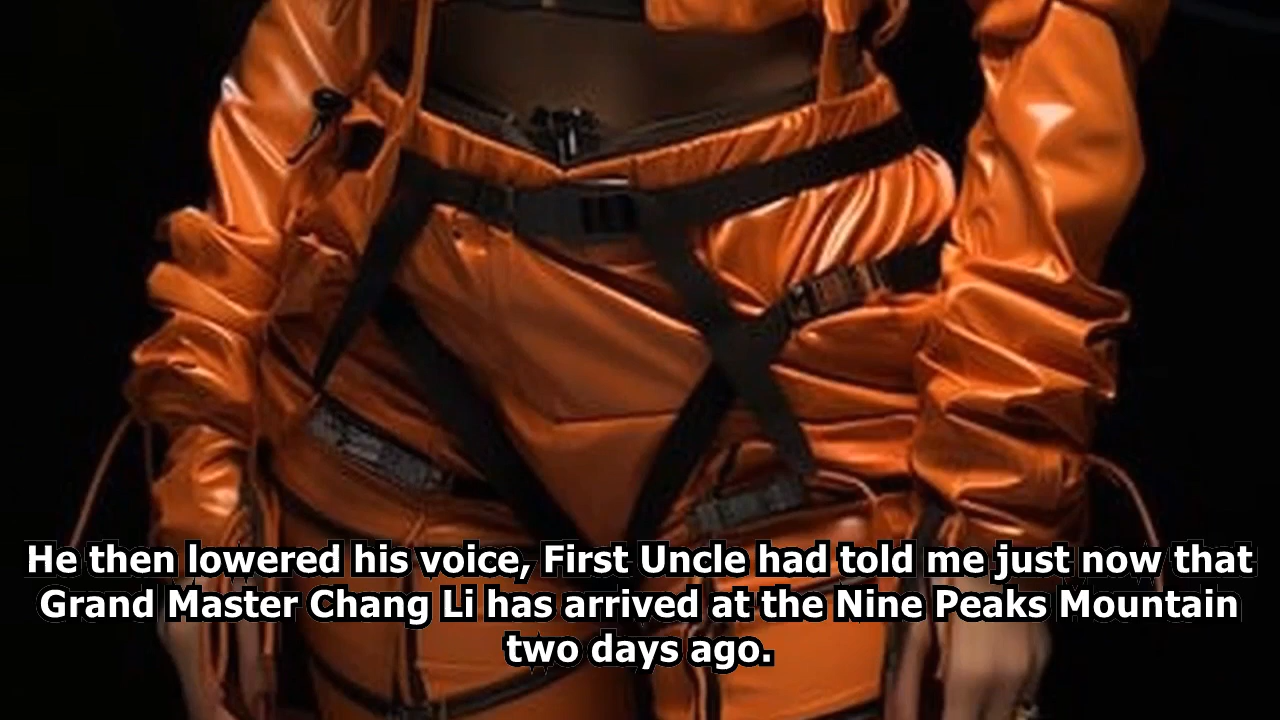 He then lowered his voice, First Uncle had told me just now that
Grand Master Chang Li has arrived at the Nine Peaks Mountain
two days ago.